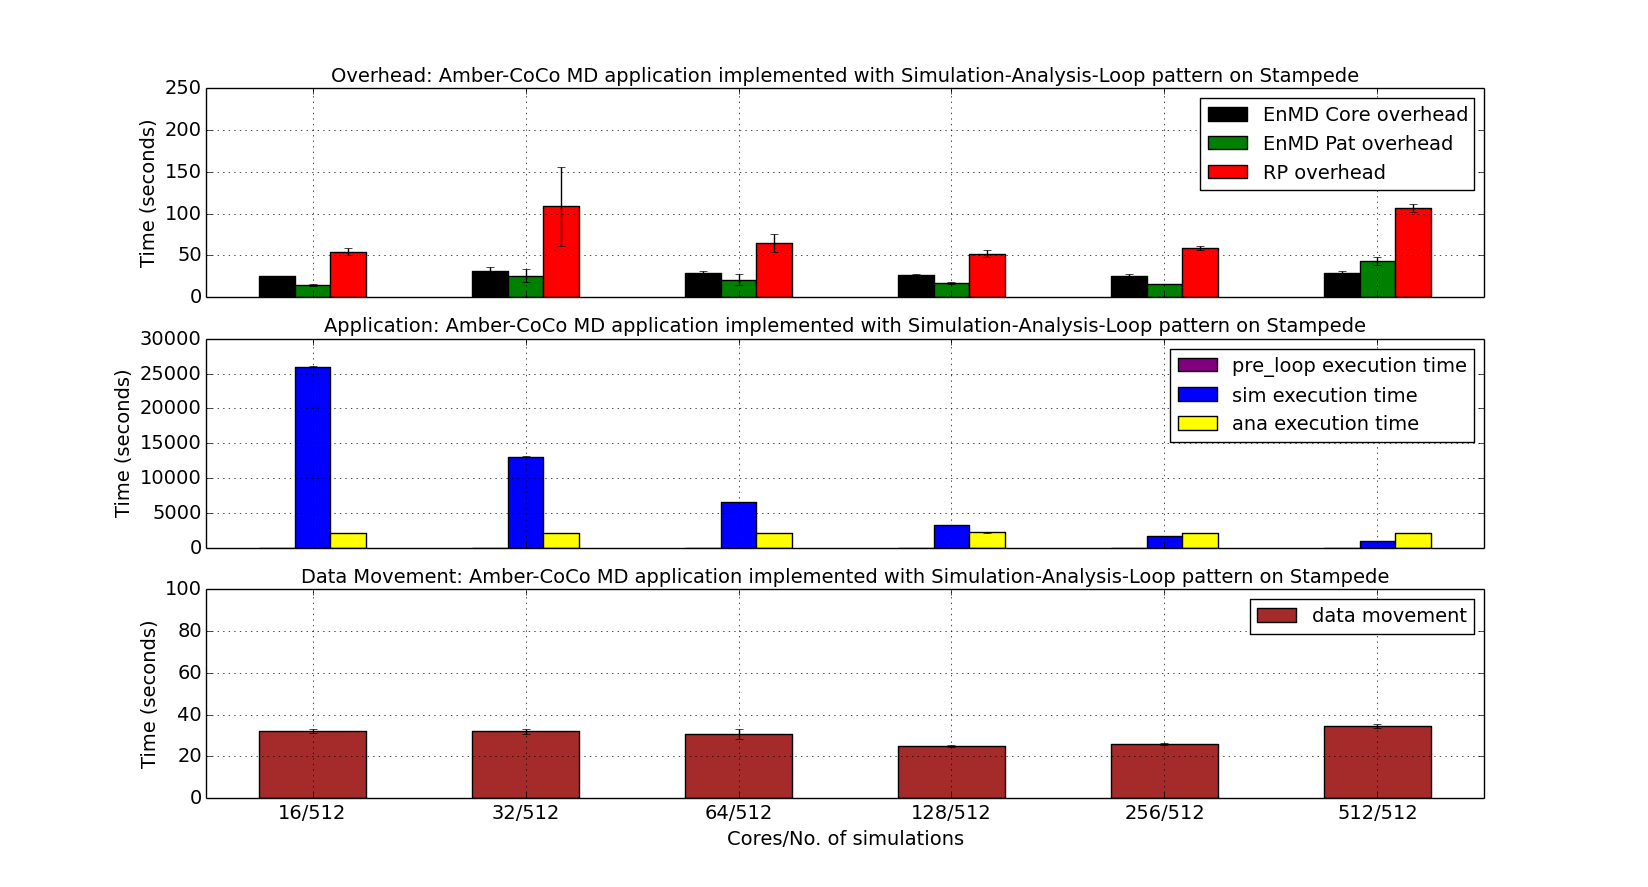 Overhead: Amber-CoCo MD application implemented with Simulation-Analysis-Loop pattern on Stampede
250
200
150
100
50
0
Time (seconds)
EnMD Core overhead
EnMD Pat overhead
RP overhead
Application: Amber-CoCo MD application implemented with Simulation-Analysis-Loop pattern on Stampede
30000
25000
20000
15000
10000
5000
0
Time (seconds)
pre_loop execution time
sim execution time
ana execution time
Data Movement: Amber-CoCo MD application implemented with Simulation-Analysis-Loop pattern on Stampede
100
80
60
40
20
0
Time (seconds)
data movement
16/512 32/512 64/512 128/512 256/512 512/512
Cores/No. of simulations